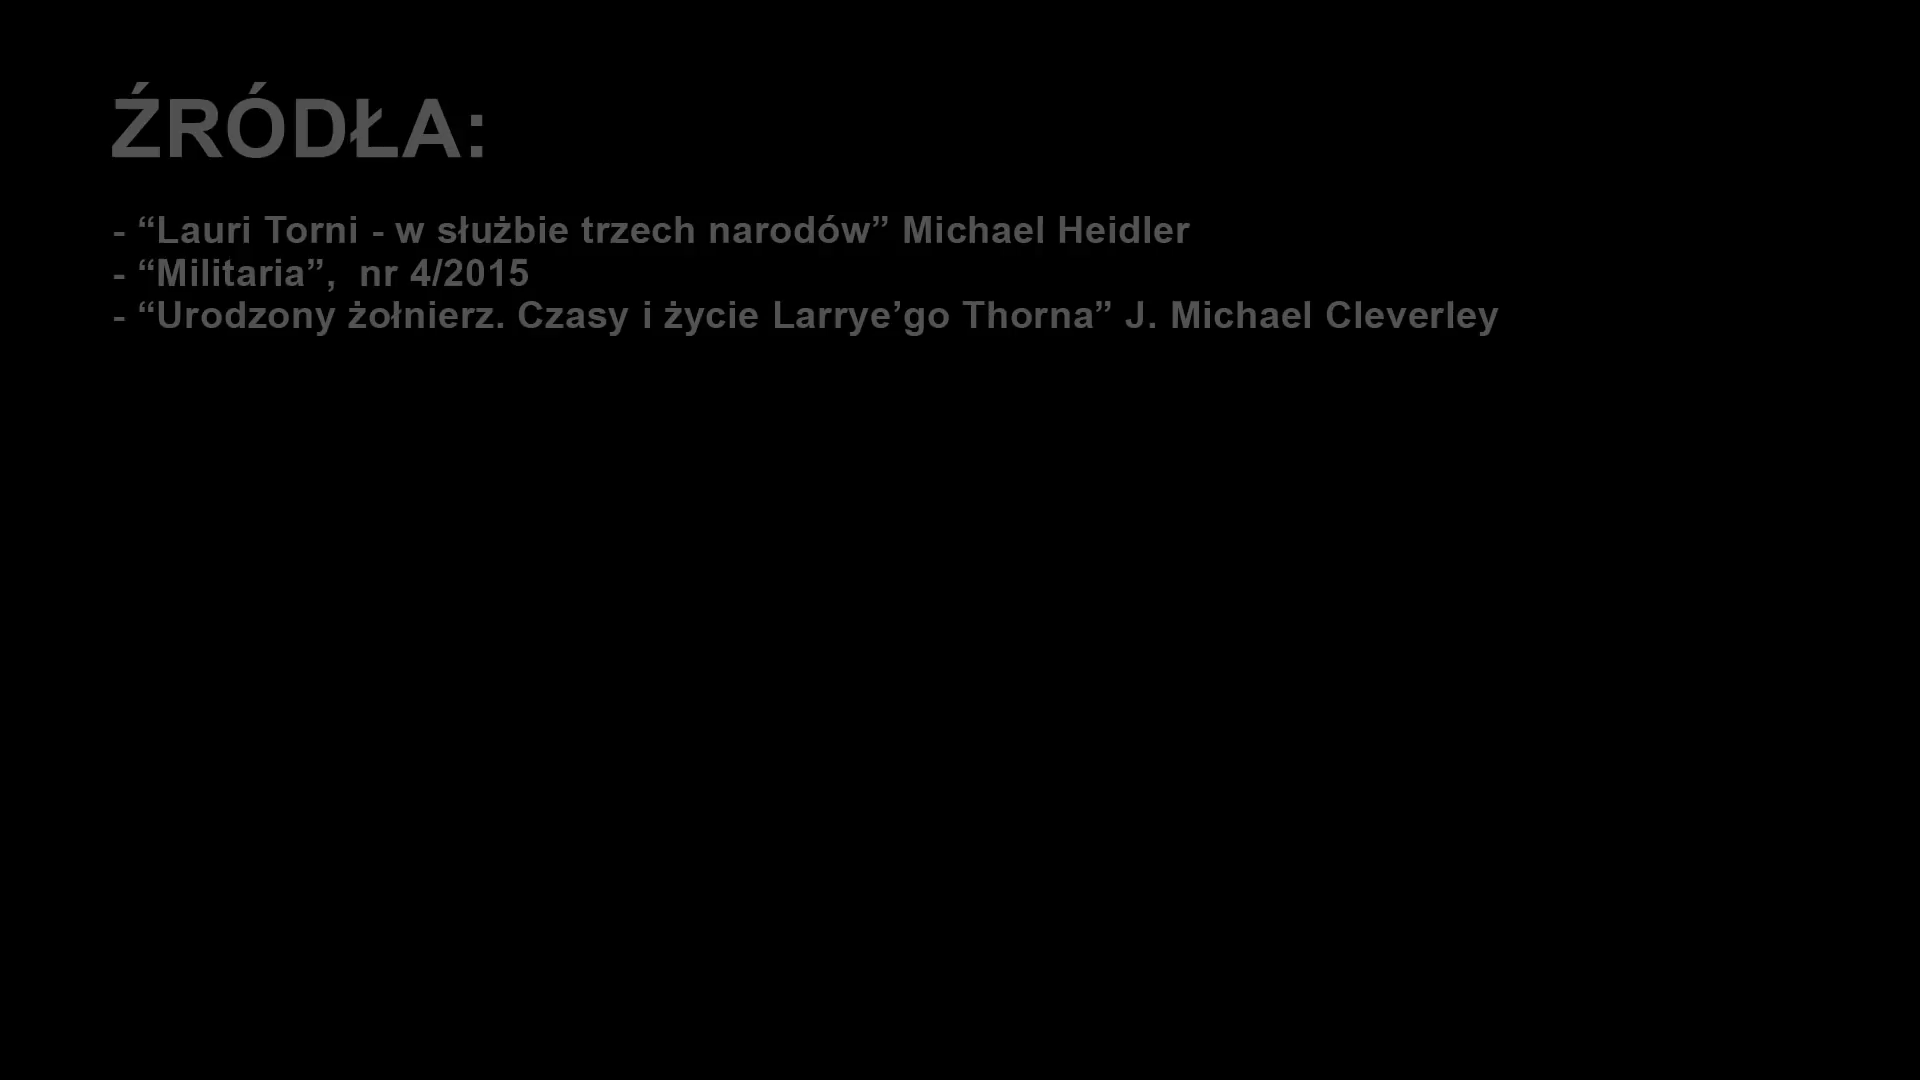 ŹRÓDŁA:
- “Lauri Torni - w służbie trzech narodów” Michael Heidler
- “Militaria”,  nr 4/2015
- “Urodzony żołnierz. Czasy i życie Larrye’go Thorna” J. Michael Cleverley